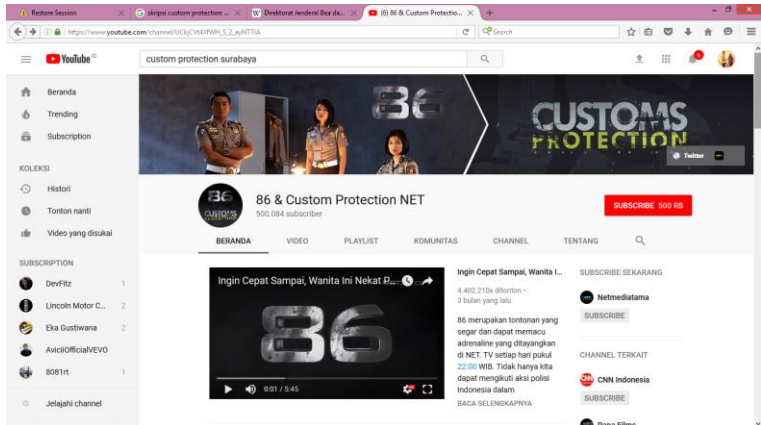 Restore Session
skripsi custom protection ...
Direktorat Jenderal Bea da...
(6) 86 & Custom Protectio...
https://www.youtube.com/channel/
Search
YouTube ID
custom protection surabaya
Beranda
Trending
Subscription
KOLEKSI
Histori
Tonton nanti
Video yang disukai
SUBSCRIPTION
DevFitz 1
Lincoln Motor C... 2
Eka Gustiwana 2
AviciiOfficialVEVO
8081rt 1
Jelajahi channel
86
CUSTOMS
PROTECTION
Twitter
86
CUSTOMS
86 & Custom Protection NET
500.084 subscriber
SUBSCRIBE 500 RB
BERANDA VIDEO PLAYLIST KOMUNITAS CHANNEL TENTANG
Ingin Cepat Sampai, Wanita Ini Nekat P...
86
0:01 / 5:45
Ingin Cepat Sampai, Wanita I...
4.402.210x ditonton •
3 bulan yang lalu
86 merupakan tontonan yang
segar dan dapat memacu
adrenaline yang ditayangkan
di NET. TV setiap hari pukul
22:00 WIB. Tidak hanya kita
dapat mengikuti aksi polisi
Indonesia dalam
BACA SELENGKAPNYA
SUBSCRIBE SEKARANG
Netmediatama
SUBSCRIBE
CHANNEL TERKAIT
CNN Indonesia
SUBSCRIBE